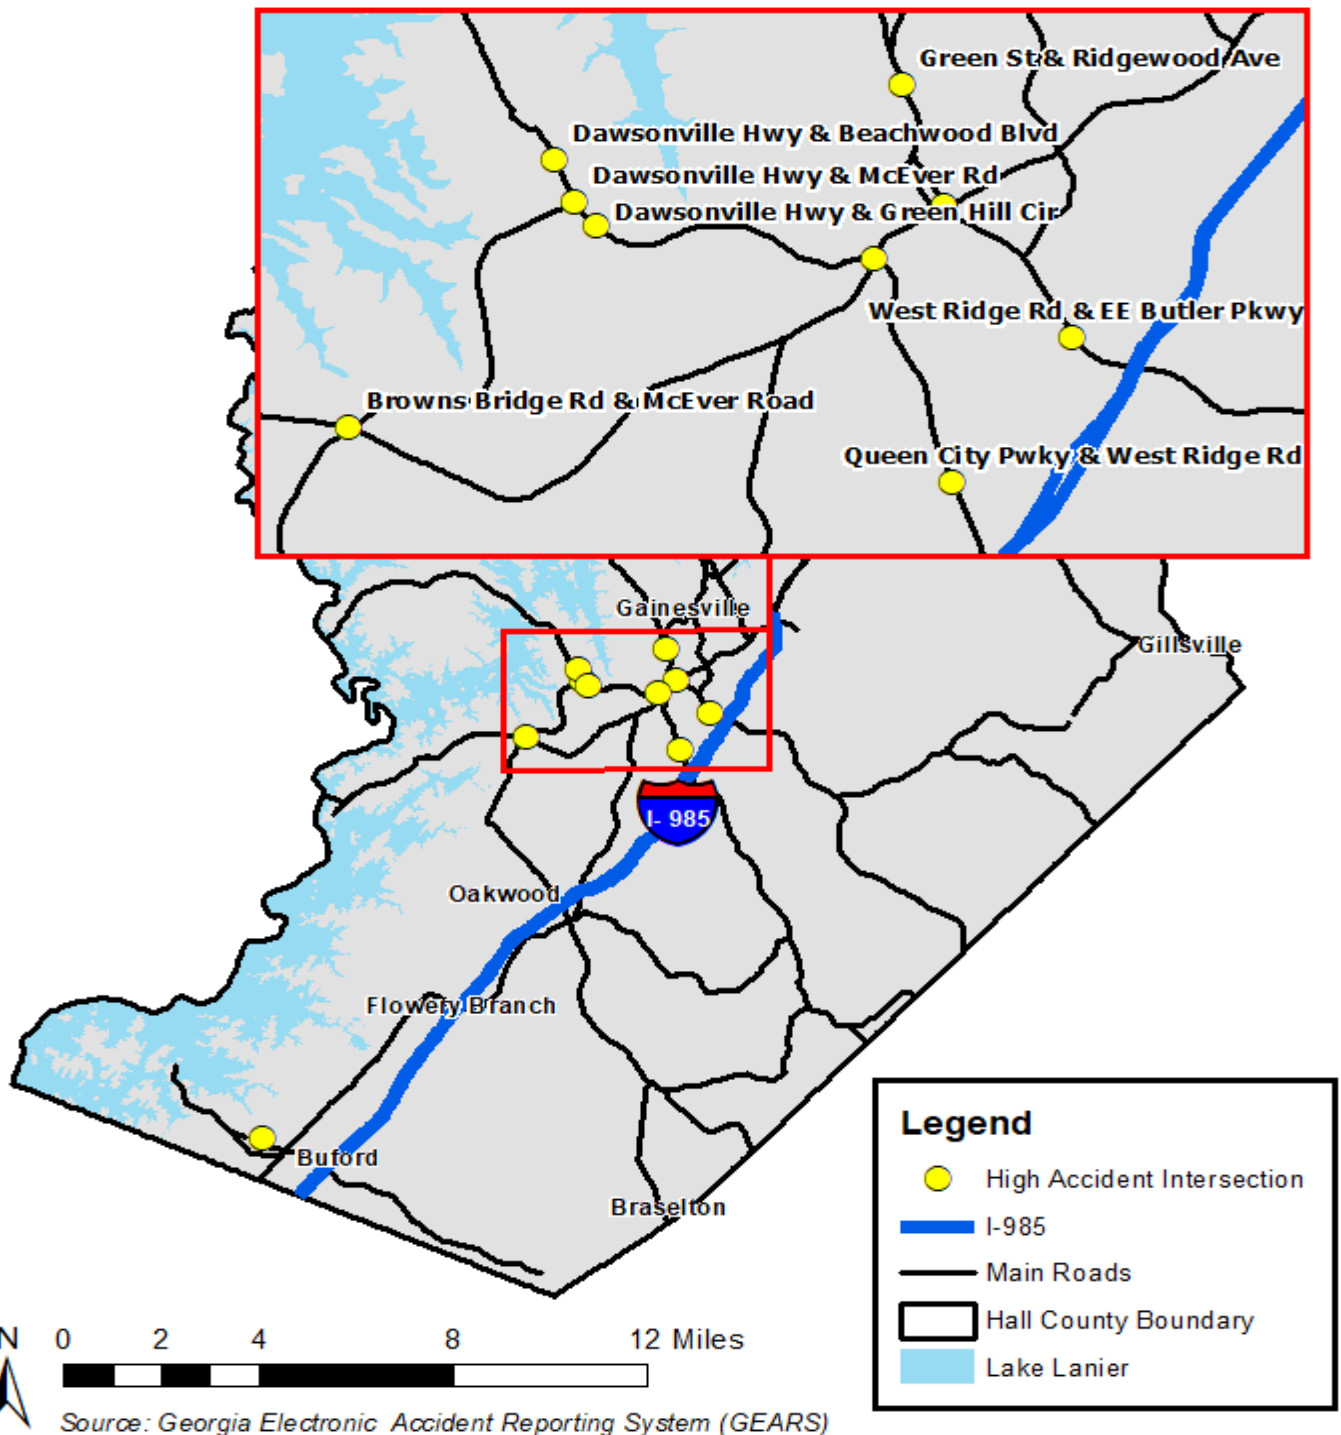 Green St & Ridgewood Ave
Dawsonville Hwy & Beachwood Blvd
Dawsonville Hwy & McEver Rd
Dawsonville Hwy & Green Hill Cir
West Ridge Rd & EE Butler Pkwy
Browns Bridge Rd & McEver Road
Queen City Pwky & West Ridge Rd
Gainesville
Gillsville
I- 985
Oakwood
Flowery Branch
Buford
Braselton
Legend
High Accident Intersection
I-985
Main Roads
Hall County Boundary
Lake Lanier
N
0 2 4 8 12 Miles
Source: Georgia Electronic Accident Reporting System (GEARS)